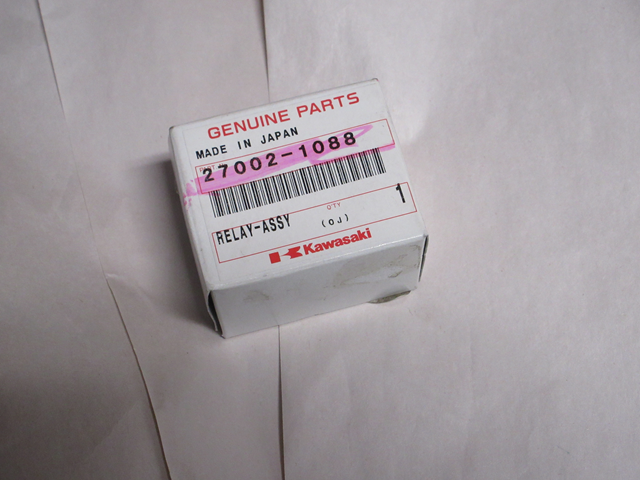 GENUINE PARTS
MADE IN JAPAN
27002-1088
RELAY-ASSY (OJ) QTY 1
Kawasaki